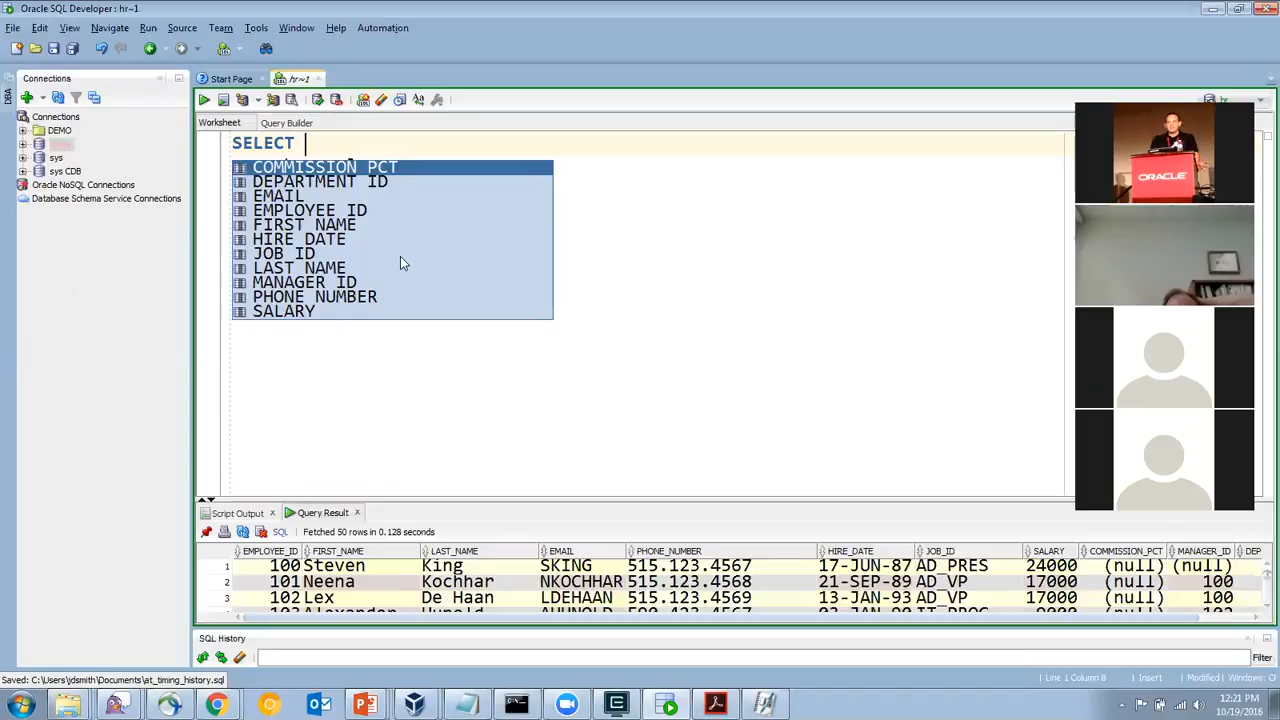 Oracle SQL Developer : hr~1
File Edit View Navigate Run Source Team Tools Window Help Automation
Connections
Start Page
hr~1
DBA
Connections
DEMO
sys
sys CDB
Oracle NoSQL Connections
Database Schema Service Connections
Worksheet Query Builder
hr
SELECT
COMMISSION_PCT
DEPARTMENT_ID
EMAIL
EMPLOYEE_ID
FIRST_NAME
HIRE_DATE
JOB_ID
LAST_NAME
MANAGER_ID
PHONE_NUMBER
SALARY
ORACLE
Script Output Query Result
SQL Fetched 50 rows in 0.128 seconds
EMPLOYEE_ID FIRST_NAME LAST_NAME EMAIL PHONE_NUMBER HIRE_DATE JOB_ID SALARY COMMISSION_PCT MANAGER_ID DEP
1 100 Steven King SKING 515.123.4567 17-JUN-87 AD_PRES 24000 (null) (null)
2 101 Neena Kochhar NKOCHHAR 515.123.4568 21-SEP-89 AD_VP 17000 (null) 100
3 102 Lex De Haan LDEHAAN 515.123.4569 13-JAN-93 AD_VP 17000 (null) 100
SQL History
Filter
Saved: C:\Users\jdsmith\Documents\at_timing_history.sql
Line 1 Column 8 Insert Modified Windows: C
12:21 PM
10/19/2016